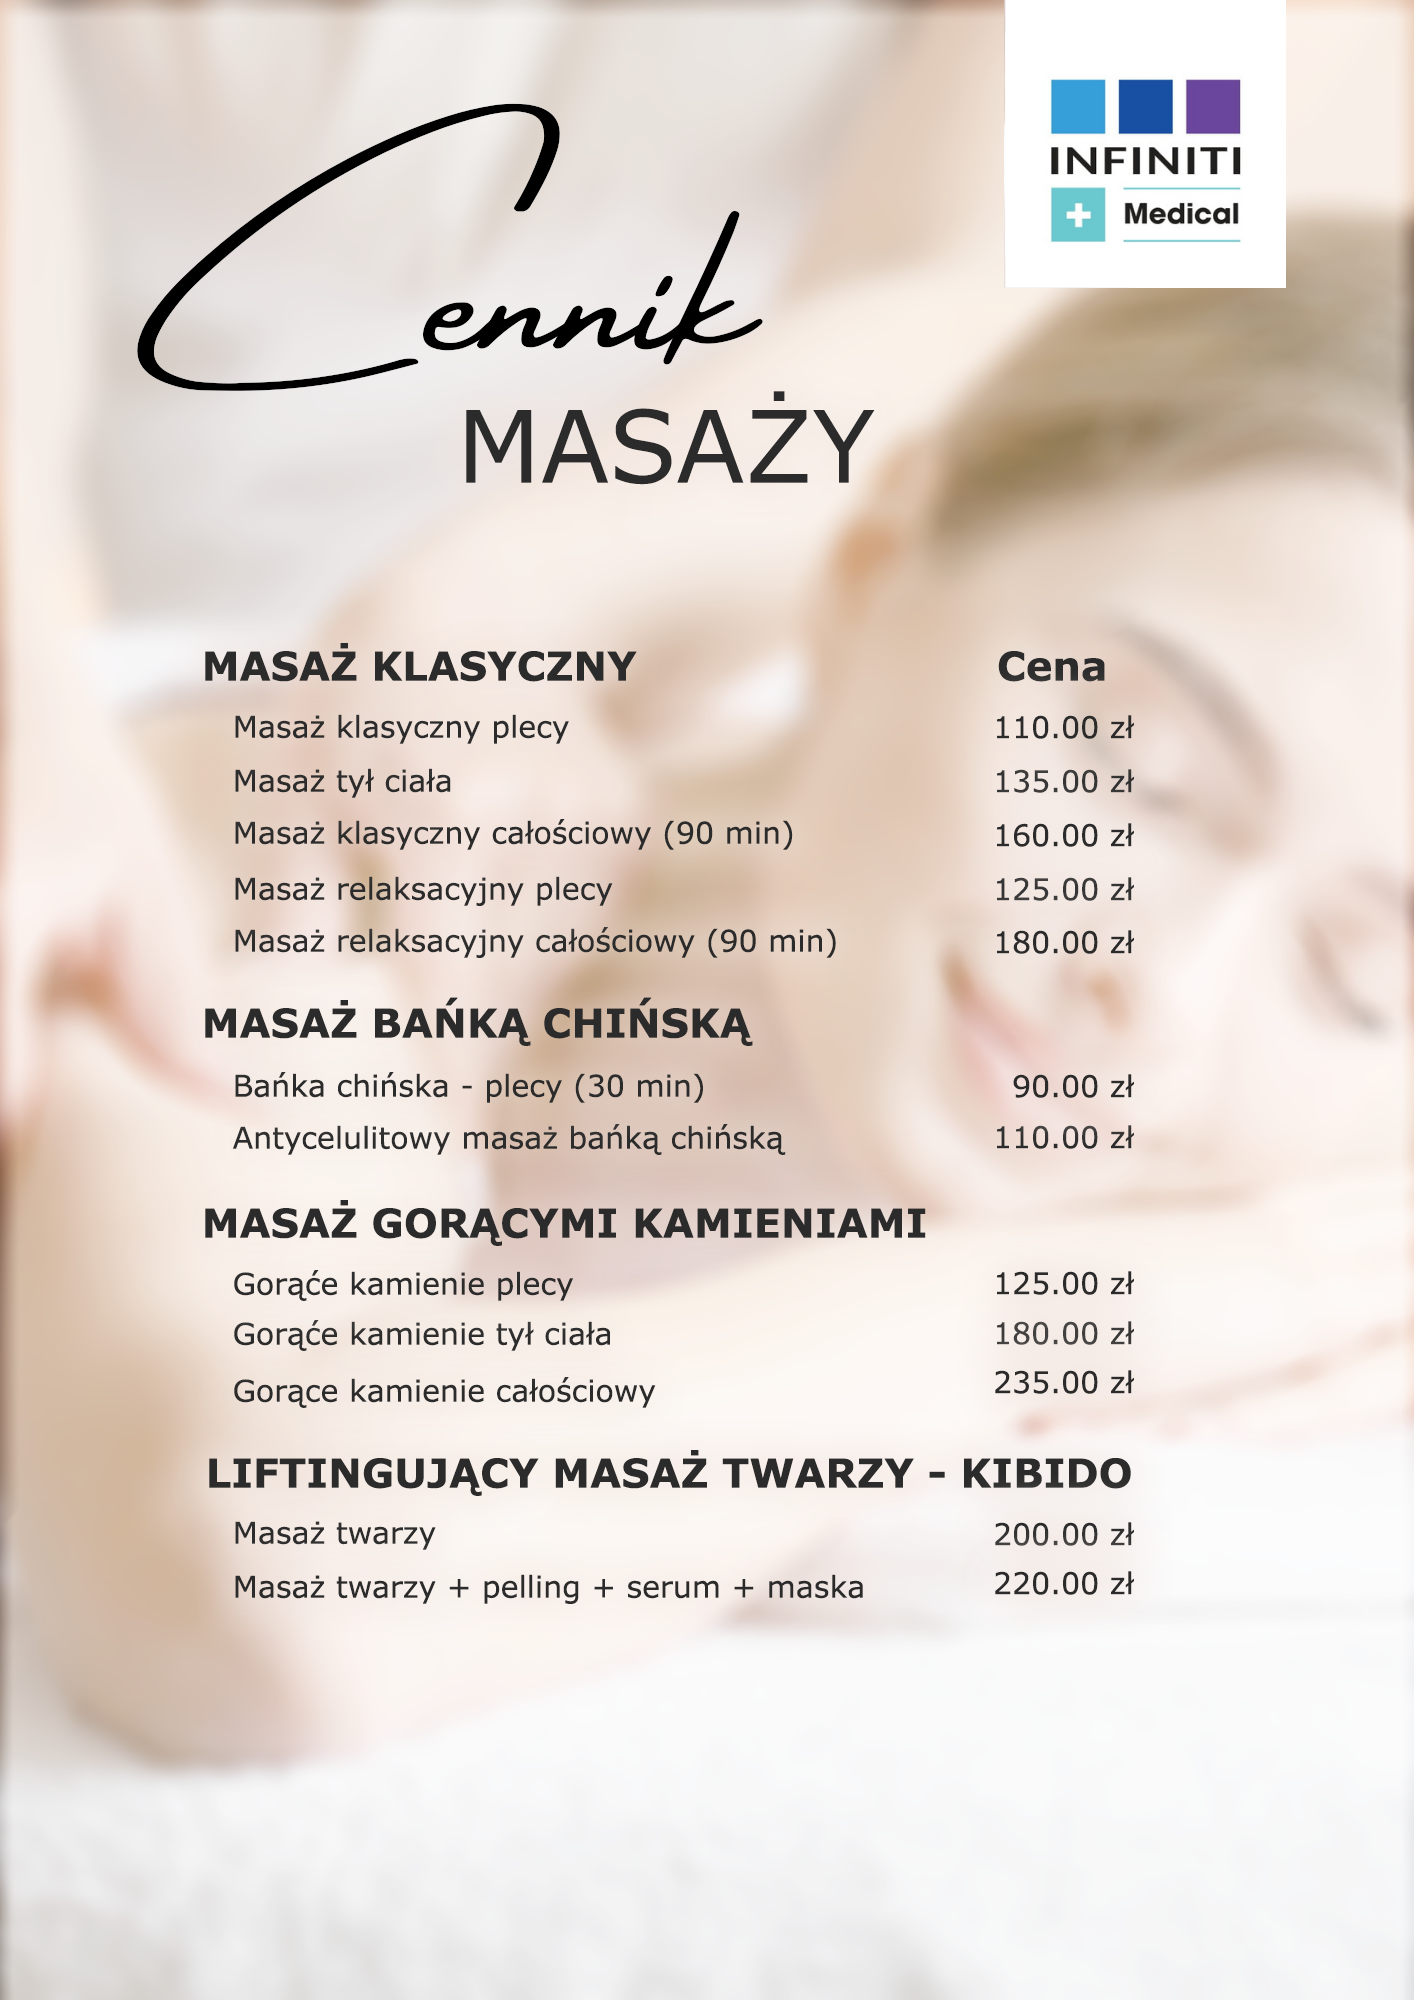 INFINITI
Medical
Cennik
MASAŻY
MASAŻ KLASYCZNY Cena
Masaż klasyczny plecy 110.00 zł
Masaż tył ciała 135.00 zł
Masaż klasyczny całościowy (90 min) 160.00 zł
Masaż relaksacyjny plecy 125.00 zł
Masaż relaksacyjny całościowy (90 min) 180.00 zł
MASAŻ BAŃKĄ CHIŃSKĄ
Bańka chińska - plecy (30 min) 90.00 zł
Antycelulitowy masaż bańką chińską 110.00 zł
MASAŻ GORĄCYMI KAMIENIAMI
Gorąće kamienie plecy 125.00 zł
Gorąće kamienie tył ciała 180.00 zł
Gorące kamienie całościowy 235.00 zł
LIFTINGUJĄCY MASAŻ TWARZY - KIBIDO
Masaż twarzy 200.00 zł
Masaż twarzy + pelling + serum + maska 220.00 zł